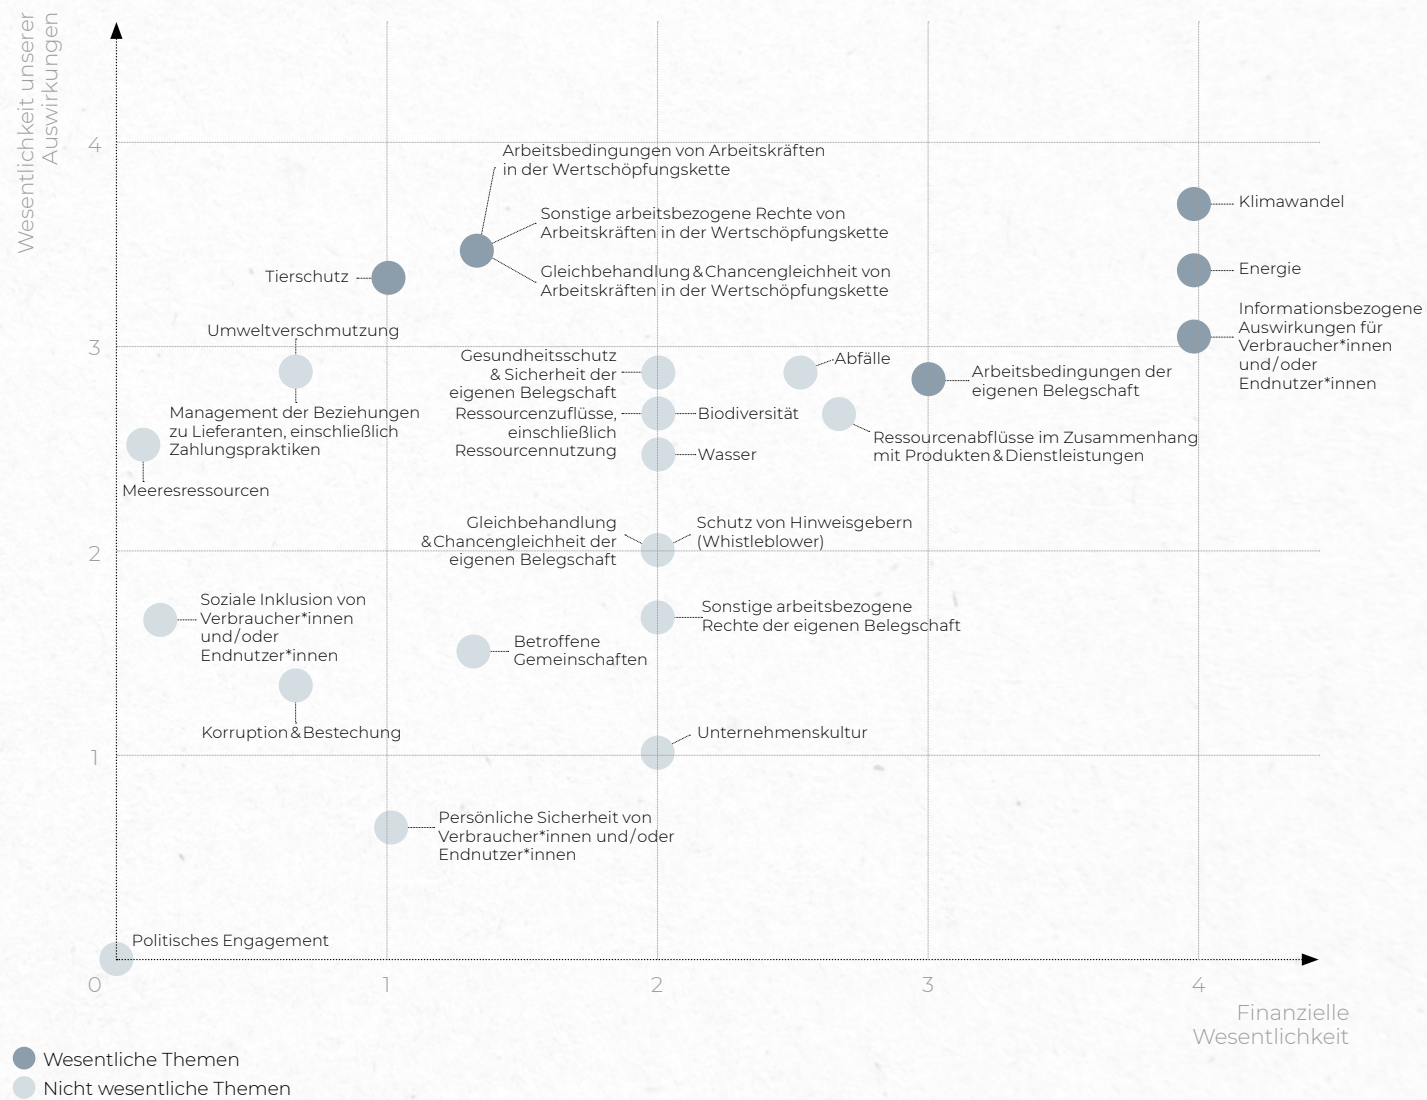 Wesentlichkeit unserer
Auswirkungen
4
3
2
1
0
1
2
3
4
Finanzielle
Wesentlichkeit
Arbeitsbedingungen von Arbeitskräften
in der Wertschöpfungskette
Sonstige arbeitsbezogene Rechte von
Arbeitskräften in der Wertschöpfungskette
Gleichbehandlung & Chancengleichheit von
Arbeitskräften in der Wertschöpfungskette
Tierschutz
Klimawandel
Energie
Informationsbezogene
Auswirkungen für
Verbraucher*innen
und/oder
Endnutzer*innen
Umweltverschmutzung
Management der Beziehungen
zu Lieferanten, einschließlich
Zahlungspraktiken
Meeresressourcen
Gesundheitsschutz
& Sicherheit der
eigenen Belegschaft
Ressourcenzuflüsse,
einschließlich
Ressourcennutzung
Biodiversität
Wasser
Abfälle
Arbeitsbedingungen der
eigenen Belegschaft
Ressourcenabflüsse im Zusammenhang
mit Produkten & Dienstleistungen
Gleichbehandlung
& Chancengleichheit der
eigenen Belegschaft
Schutz von Hinweisgebern
(Whistleblower)
Soziale Inklusion von
Verbraucher*innen
und/oder
Endnutzer*innen
Sonstige arbeitsbezogene
Rechte der eigenen Belegschaft
Betroffene
Gemeinschaften
Korruption & Bestechung
Unternehmenskultur
Persönliche Sicherheit von
Verbraucher*innen und/oder
Endnutzer*innen
Politisches Engagement
Wesentliche Themen
Nicht wesentliche Themen